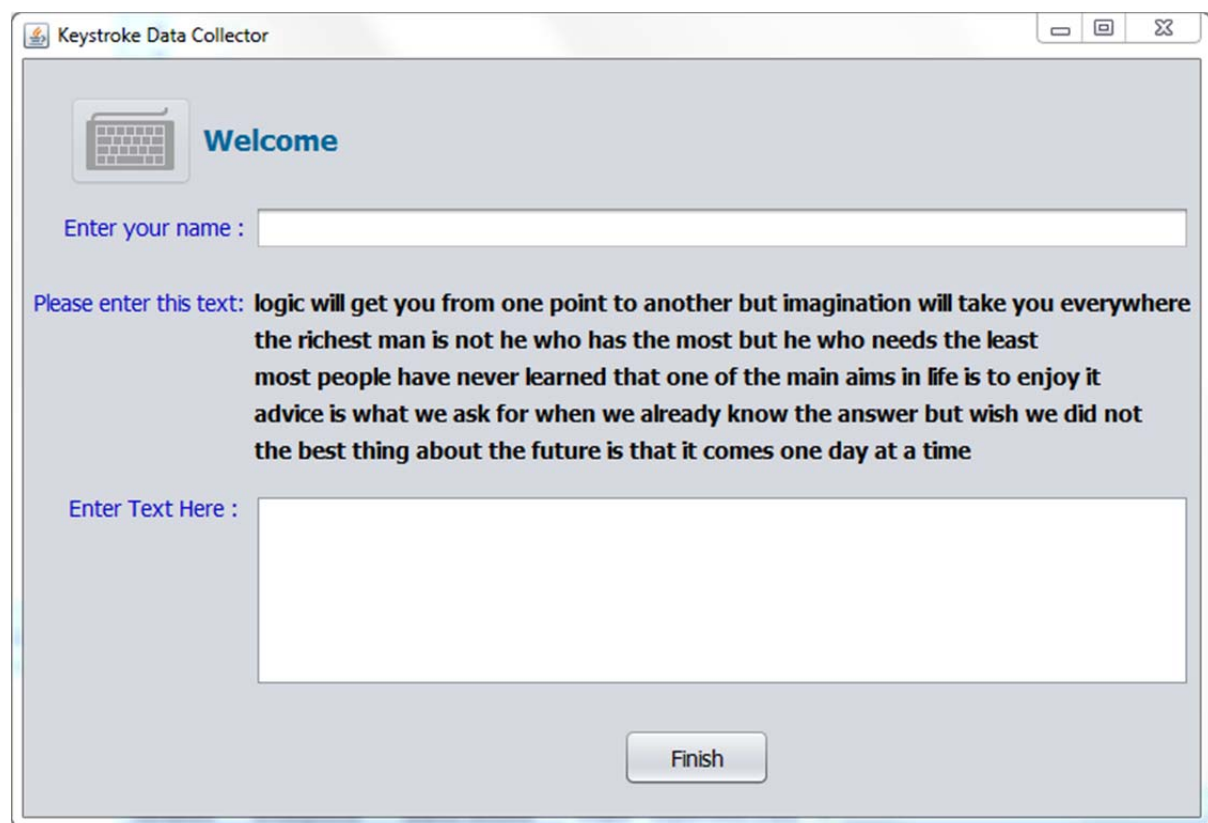 Keystroke Data Collector
Welcome
Enter your name :
Please enter this text: logic will get you from one point to another but imagination will take you everywhere
the richest man is not he who has the most but he who needs the least
most people have never learned that one of the main aims in life is to enjoy it
advice is what we ask for when we already know the answer but wish we did not
the best thing about the future is that it comes one day at a time
Enter Text Here :
Finish